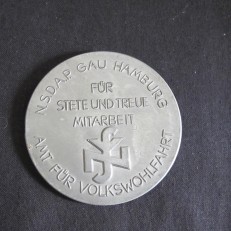 N.S.D.A.P. GAU HAMBURG
FÜR
STETE UND TREUE
MITARBEIT
AMT FÜR VOLKSWOHLFAHRT